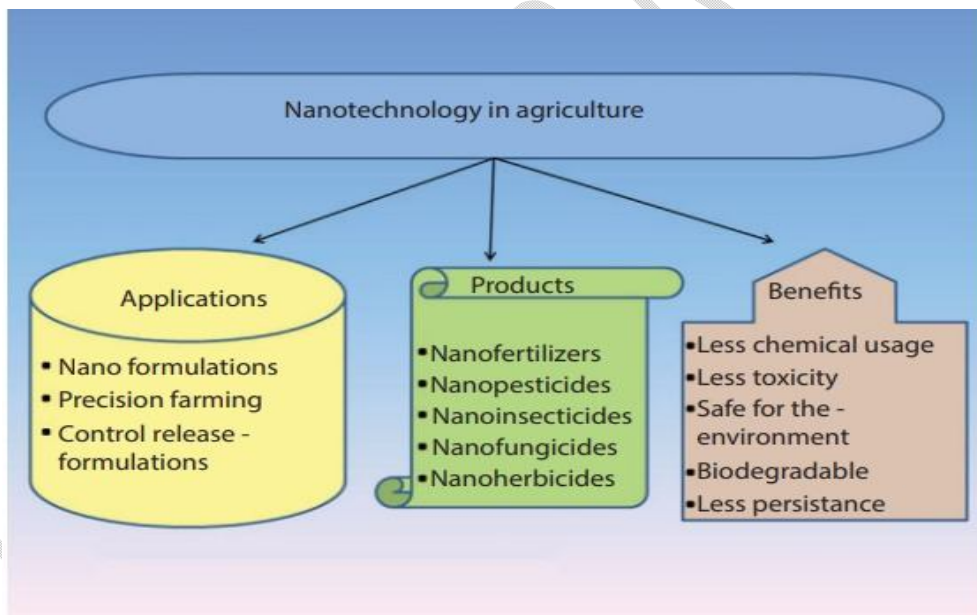 Nanotechnology in agriculture
Applications
▪ Nano formulations
▪ Precision farming
▪ Control release -
formulations
Products
▪Nanofertilizers
▪Nanopesticides
▪Nanoinsecticides
▪Nanofungicides
▪Nanoherbicides
Benefits
•Less chemical usage
•Less toxicity
•Safe for the -
environment
•Biodegradable
•Less persistance